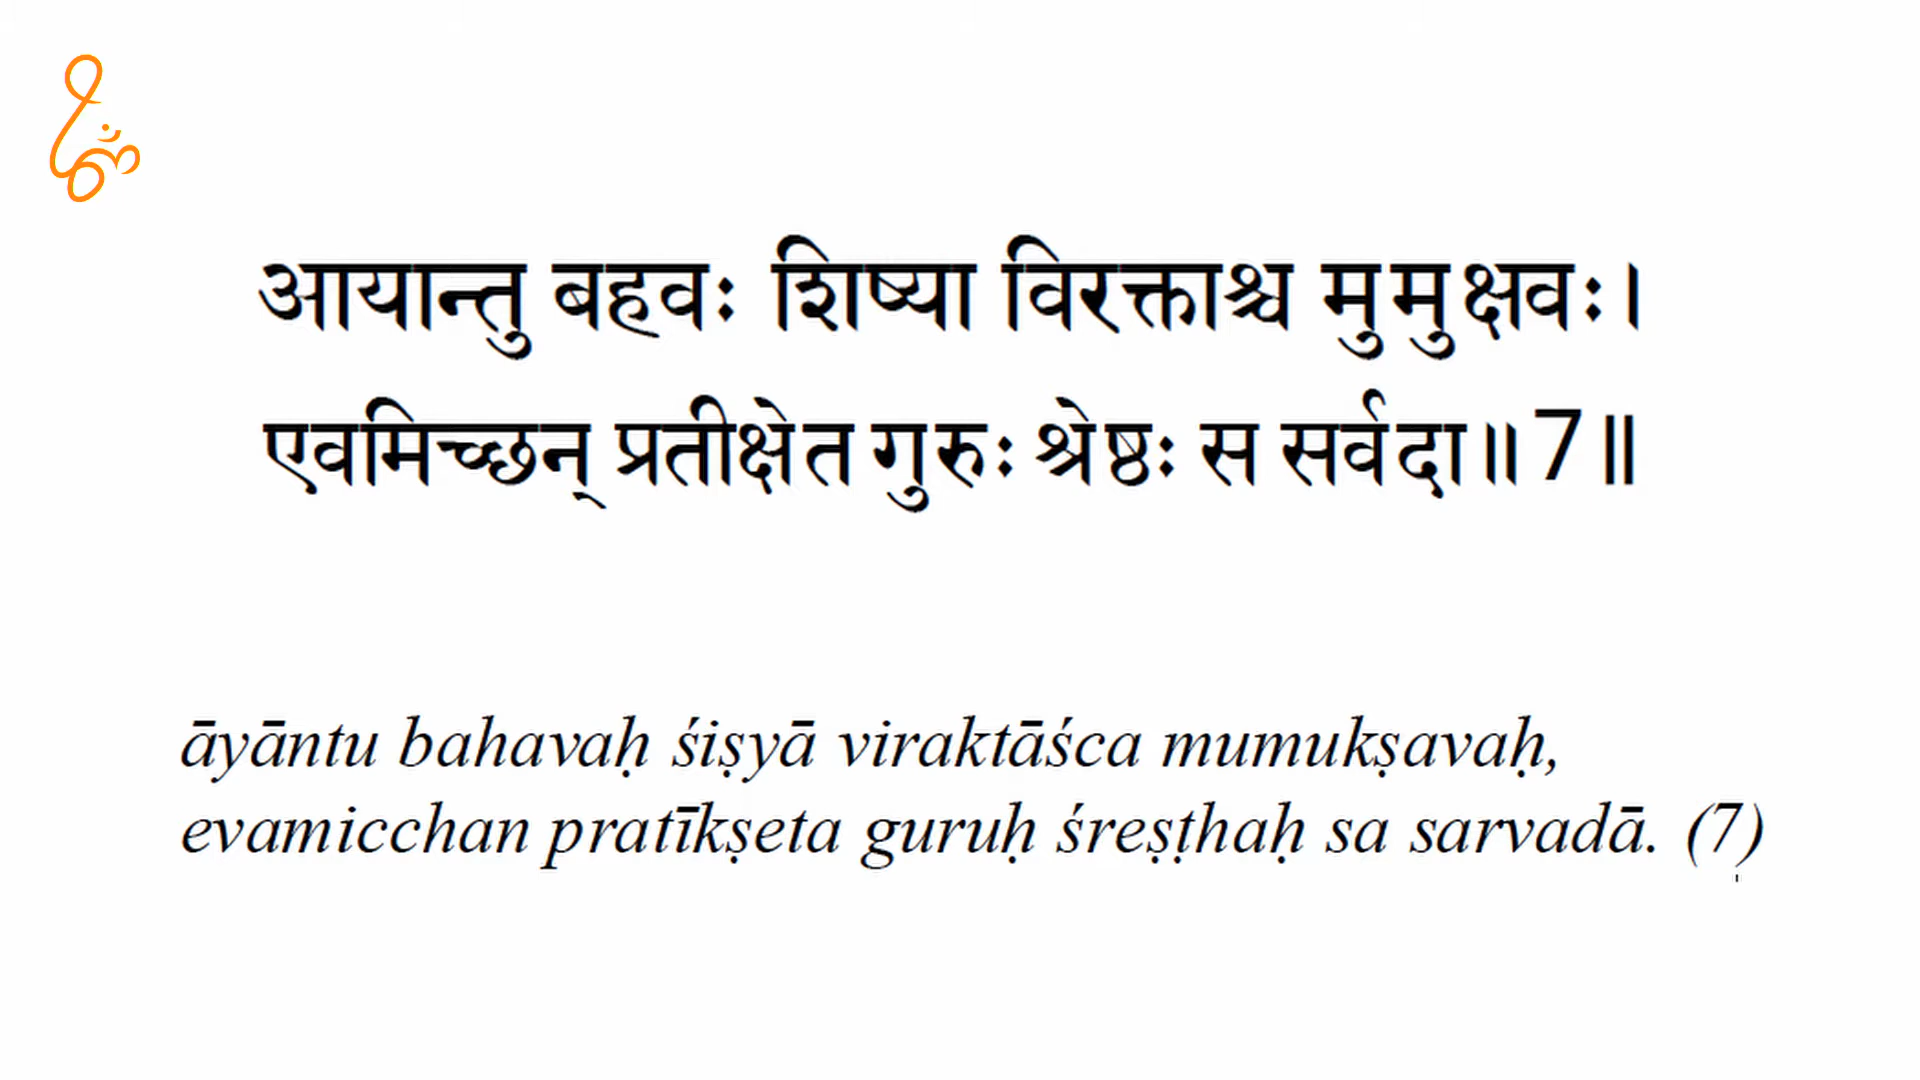 आयान्तु बहवः शिष्या विरक्ताश्च मुमुक्षवः।
एवमिच्छन् प्रतीक्षेत गुरुः श्रेष्ठः स सर्वदा॥7॥
āyāntu bahavaḥ śiṣyā viraktāśca mumukṣavaḥ,
evamicchan pratīkṣeta guruḥ śreṣṭhaḥ sa sarvadā. (7)